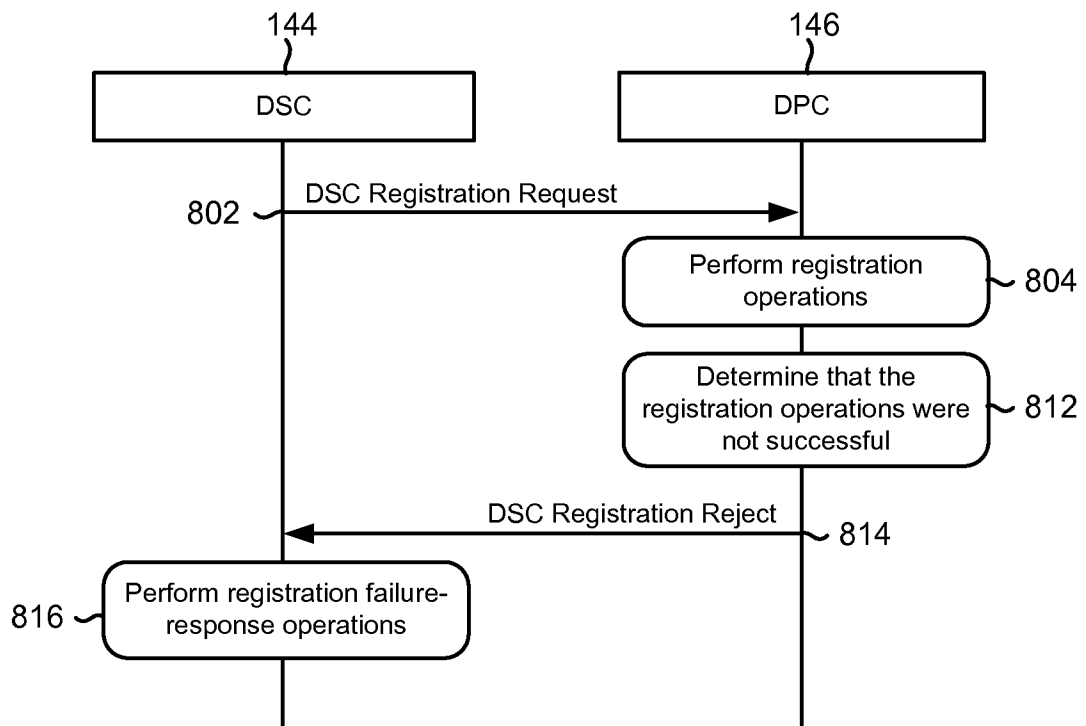 144
146
DSC
DPC
DSC Registration Request
802
Perform registration
operations
804
Determine that the
registration operations were
not successful
812
DSC Registration Reject
814
Perform registration failure-
response operations
816